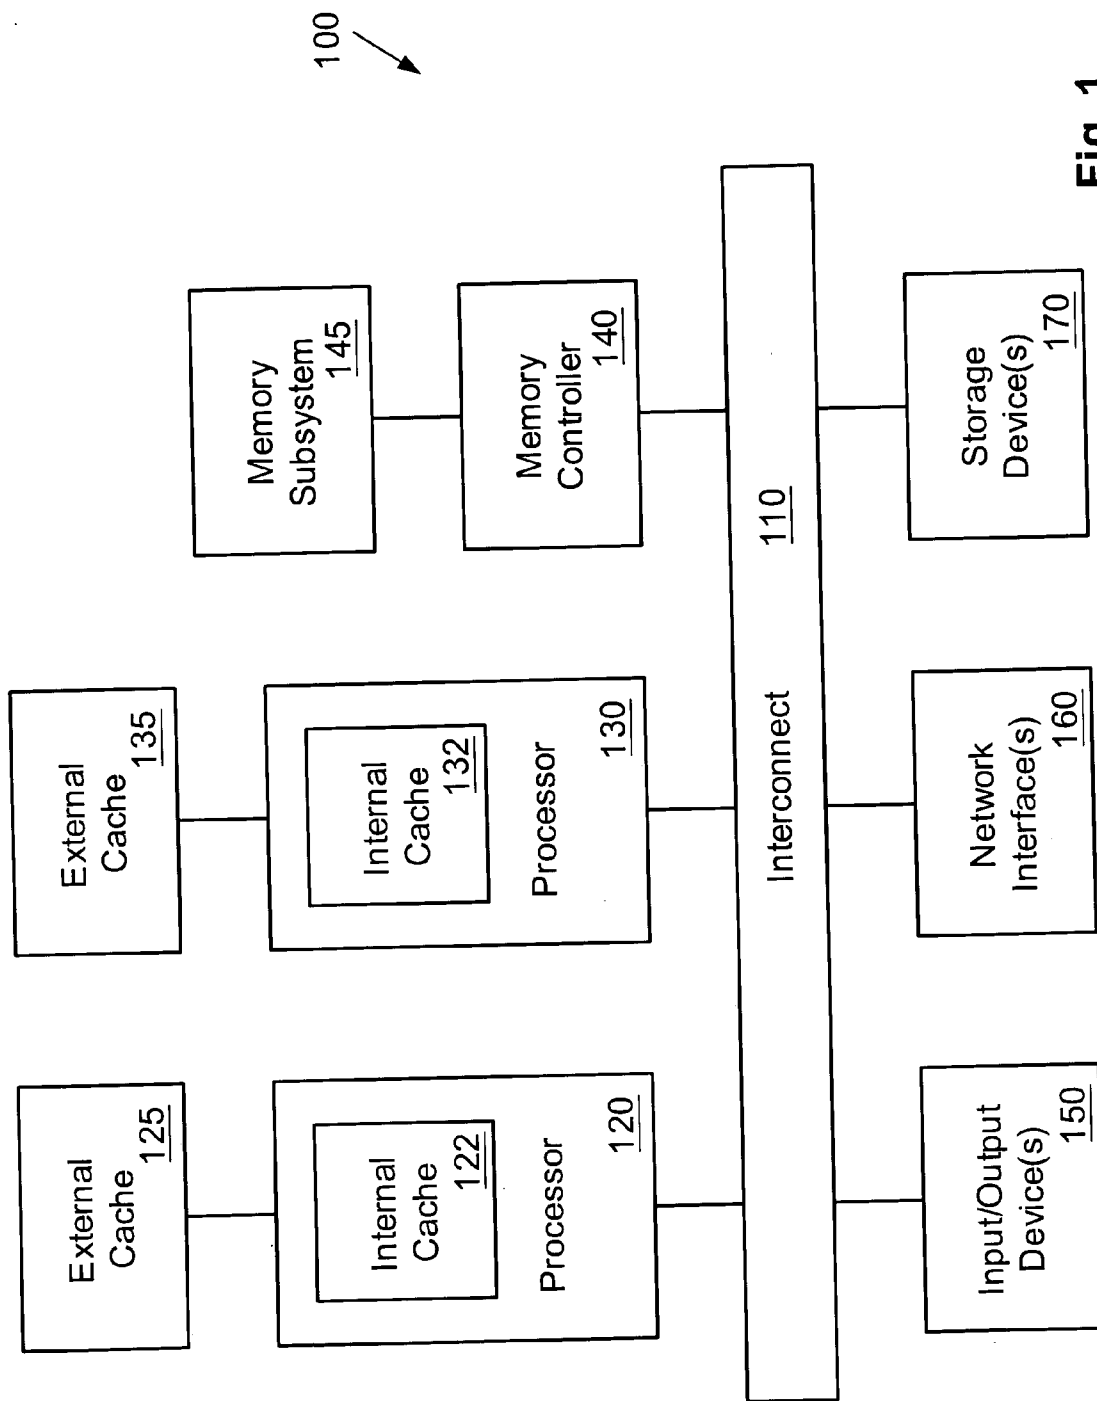 100
External
Cache
125
External
Cache
135
Memory
Subsystem
145
Internal
Cache
122
Processor
120
Internal
Cache
132
Processor
130
Memory
Controller
140
Interconnect
110
Input/Output
Device(s)
150
Network
Interface(s)
160
Storage
Device(s)
170
Fig. 1